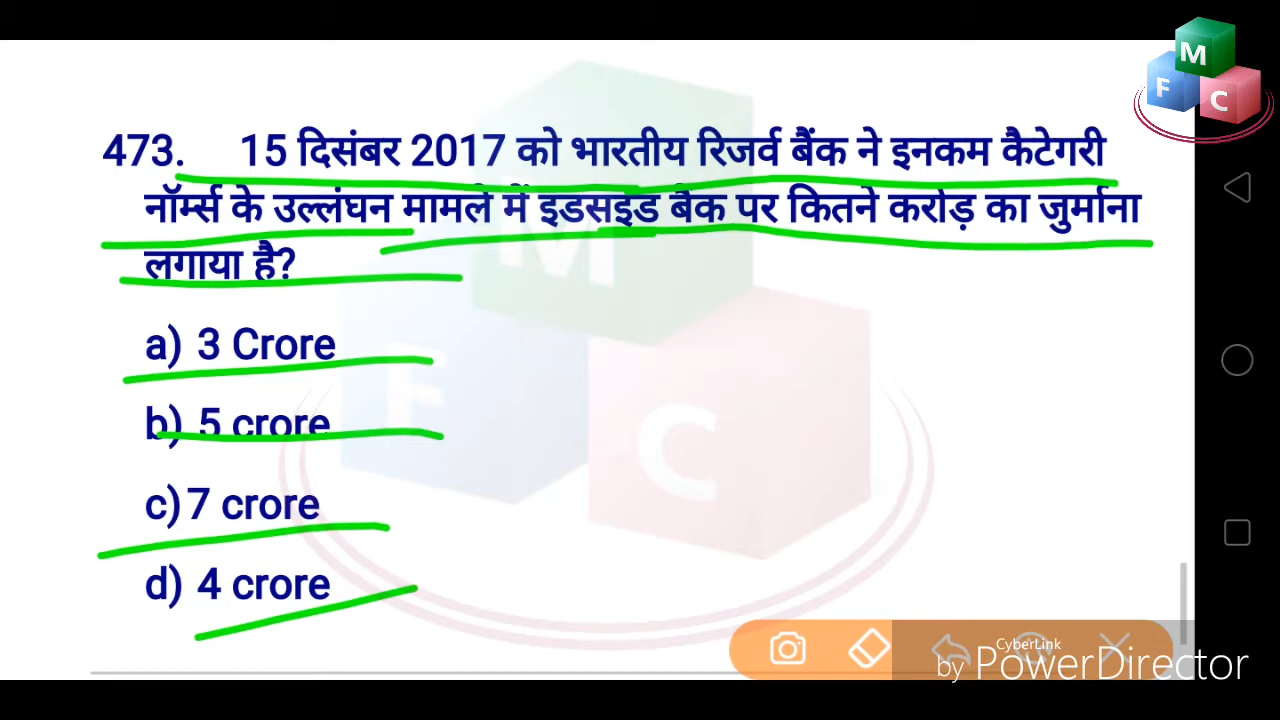 M
F C
473. 15 दिसंबर 2017 को भारतीय रिजर्व बैंक ने इनकम कैटेगरी
नॉर्म्स के उल्लंघन मामले में इंडसइंड बैंक पर कितने करोड़ का जुर्माना
लगाया है?
a) 3 Crore
b) 5 crore
c) 7 crore
d) 4 crore
M
F C
CyberLink
by PowerDirector